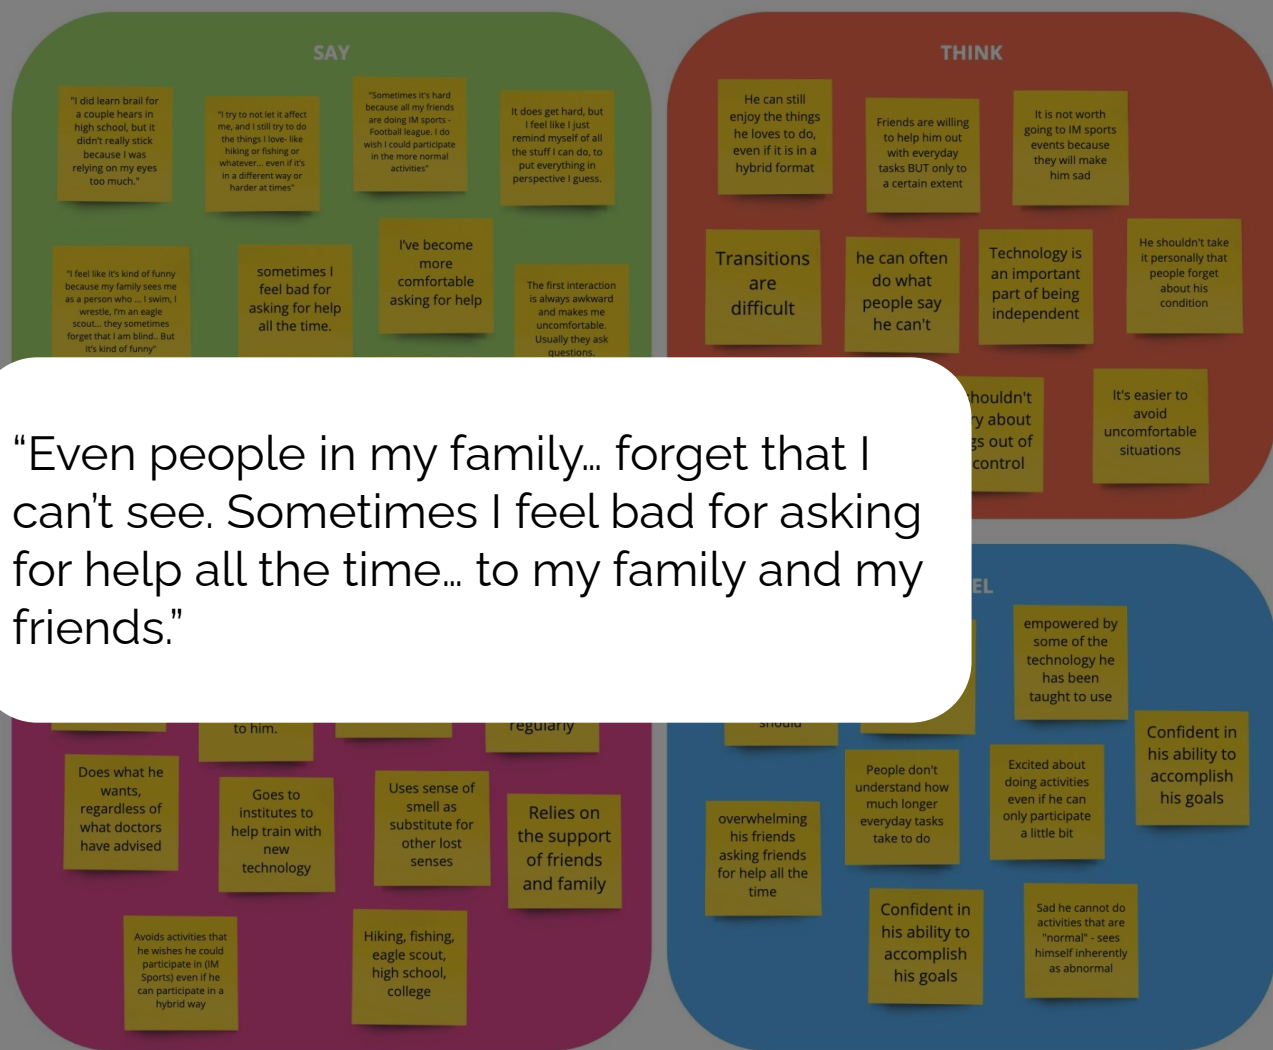 SAY
"I did learn brail for
a couple hears in
high school, but it
didn't really stick
because I was
relying on my eyes
too much."
"I try to not let it affect
me, and I still try to do
the things I love- like
hiking or fishing or
whatever... even if it's
in a different way or
harder at times"
"Sometimes it's hard
because all my friends
are doing IM sports -
Football league. I do
wish I could participate
in the more normal
activities"
It does get hard, but
I feel like I just
remind myself of all
the stuff I can do, to
put everything in
perspective I guess.
"I feel like it's kind of funny
because my family sees me
as a person who ... I swim, I
wrestle, I'm an eagle
scout... they sometimes
forget that I am blind.. But
it's kind of funny"
sometimes I
feel bad for
asking for help
all the time.
I've become
more
comfortable
asking for help
The first interaction
is always awkward
and makes me
uncomfortable.
Usually they ask
questions.
THINK
He can still
enjoy the things
he loves to do,
even if it is in a
hybrid format
Friends are willing
to help him out
with everyday
tasks BUT only to
a certain extent
It is not worth
going to IM sports
events because
they will make
him sad
Transitions
are
difficult
he can often
do what
people say
he can't
Technology is
an important
part of being
independent
He shouldn't take
it personally that
people forget
about his
condition
houldn't
ry about
gs out of
control
It's easier to
avoid
uncomfortable
situations
“Even people in my family… forget that I
can’t see. Sometimes I feel bad for asking
for help all the time… to my family and my
friends.”
to him.
regularly
Does what he
wants,
regardless of
what doctors
have advised
Goes to
institutes to
help train with
new
technology
Uses sense of
smell as
substitute for
other lost
senses
Relies on
the support
of friends
and family
Avoids activities that
he wishes he could
participate in (IM
Sports) even if he
can participate in a
hybrid way
Hiking, fishing,
eagle scout,
high school,
college
EL
should
empowered by
some of the
technology he
has been
taught to use
Confident in
his ability to
accomplish
his goals
People don't
understand how
much longer
everyday tasks
take to do
Excited about
doing activities
even if he can
only participate
a little bit
overwhelming
his friends
asking friends
for help all the
time
Confident in
his ability to
accomplish
his goals
Sad he cannot do
activities that are
"normal" - sees
himself inherently
as abnormal